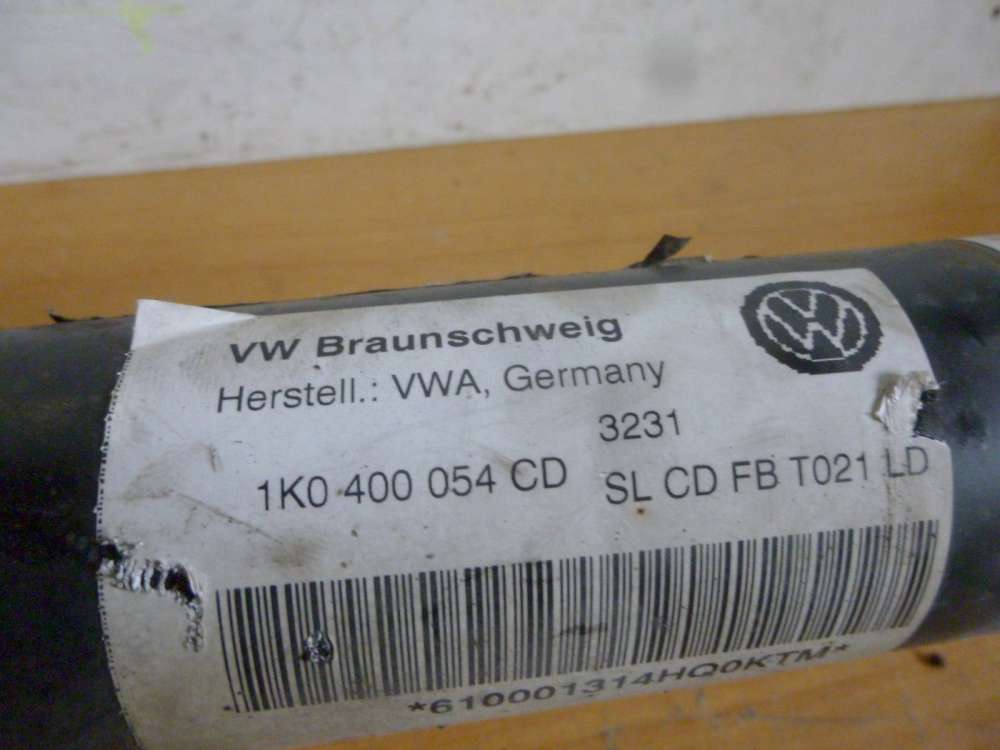 VW Braunschweig
Herstell.: VWA, Germany
3231
1K0 400 054 CD SL CD FB T021 LD
*610001314HQ0KTM*